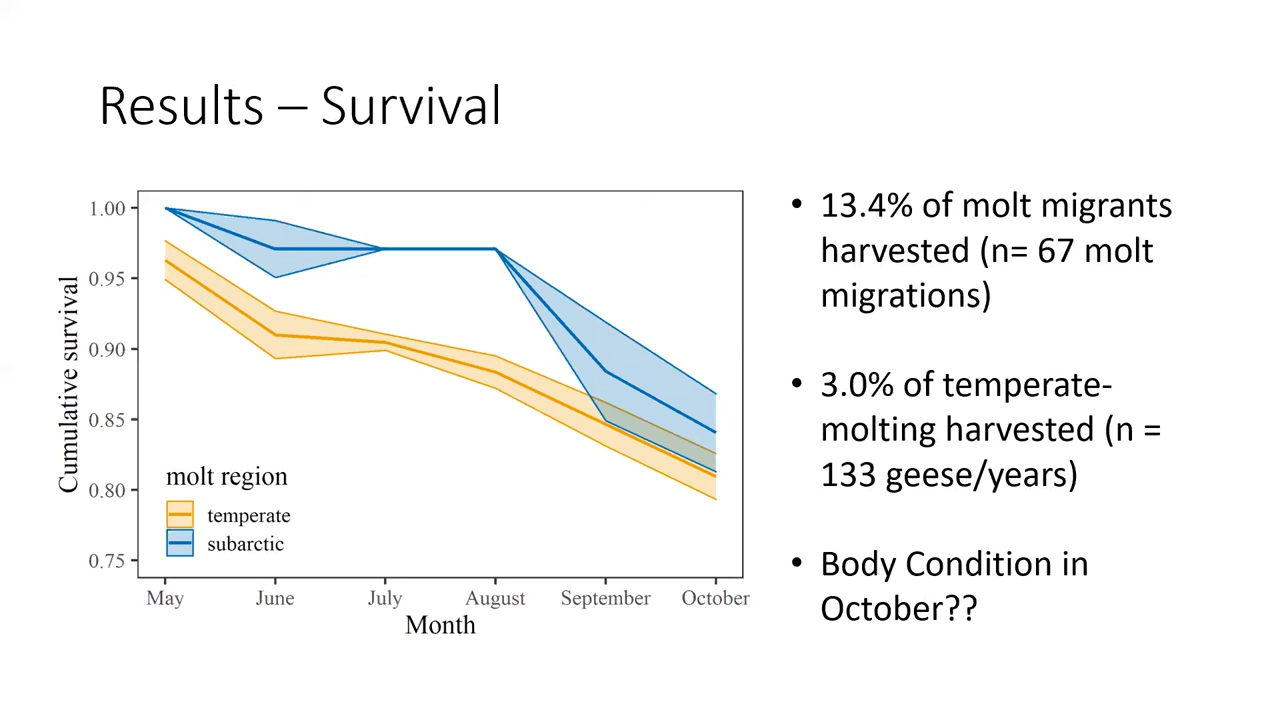 Results – Survival
1.00
0.95
0.90
0.85
0.80
0.75
Cumulative survival
molt region
temperate
subarctic
May June July August September October
Month
• 13.4% of molt migrants
harvested (n= 67 molt
migrations)
• 3.0% of temperate-
molting harvested (n =
133 geese/years)
• Body Condition in
October??